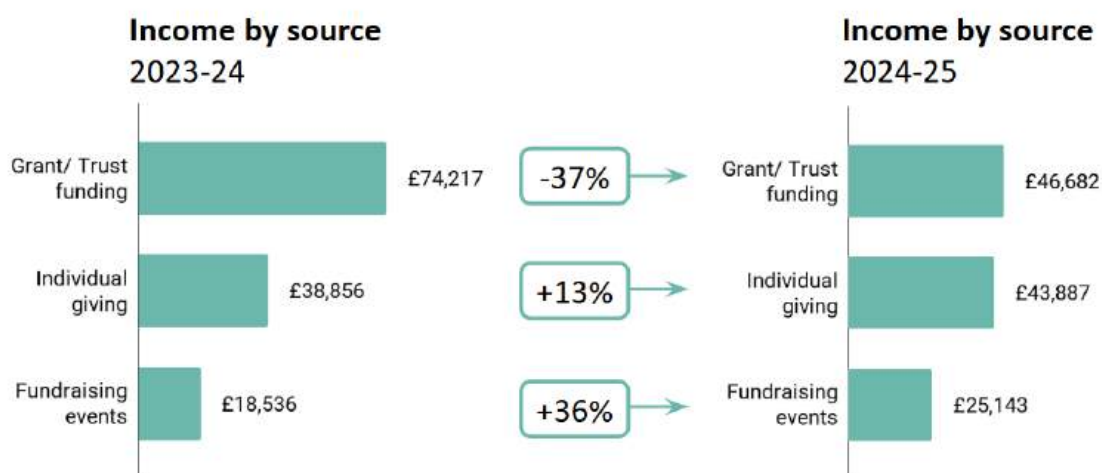 Income by source
2023-24
Grant/ Trust
funding
£74,217
Individual
giving
£38,856
Fundraising
events
£18,536
-37%
+13%
+36%
Income by source
2024-25
Grant/ Trust
funding
£46,682
Individual
giving
£43,887
Fundraising
events
£25,143